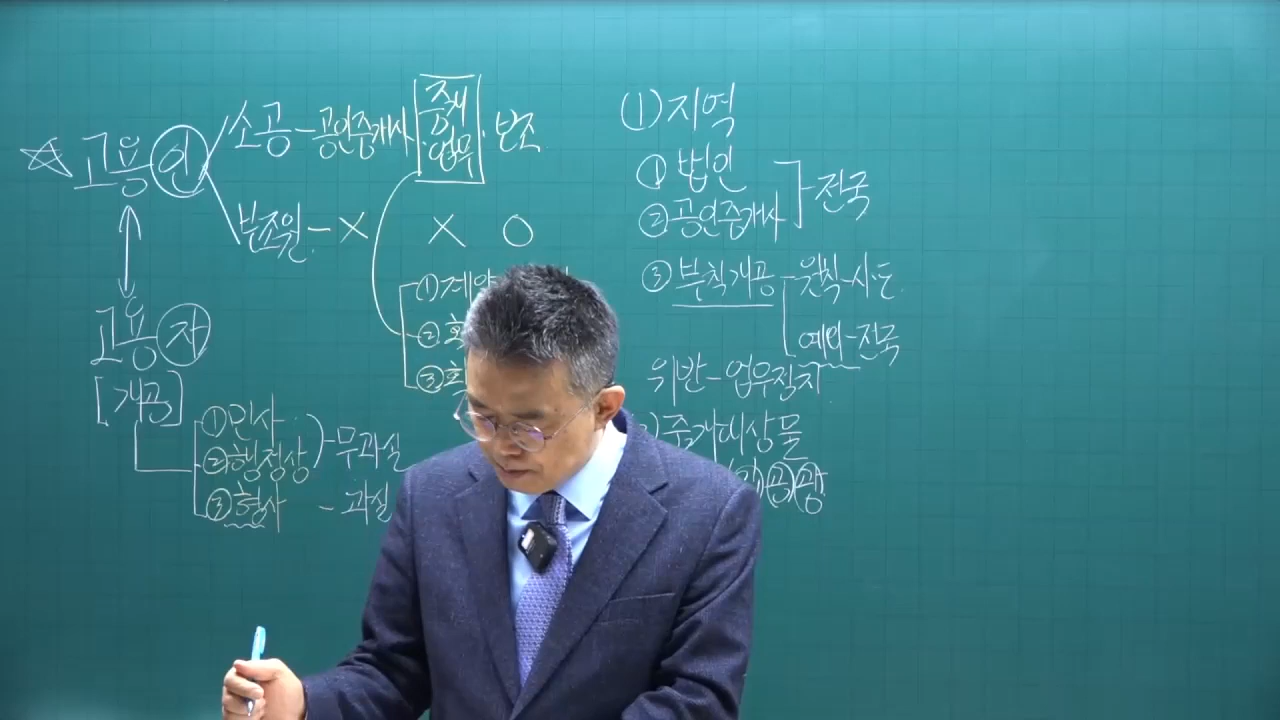 ☆ 고용인 소공 - 공인중개사 중개업무 · 보조
보조원 - X X O
고용자
[개공]
① 민사
② 행정상 - 무과실
③ 형사 - 과실
① 계약
②
③
(1) 지역
① 법인
② 공인중개사 - 전국
③ 부칙개공 - 원칙-시·도
예외-전국
위반-업무정지
중개대상물
공 광